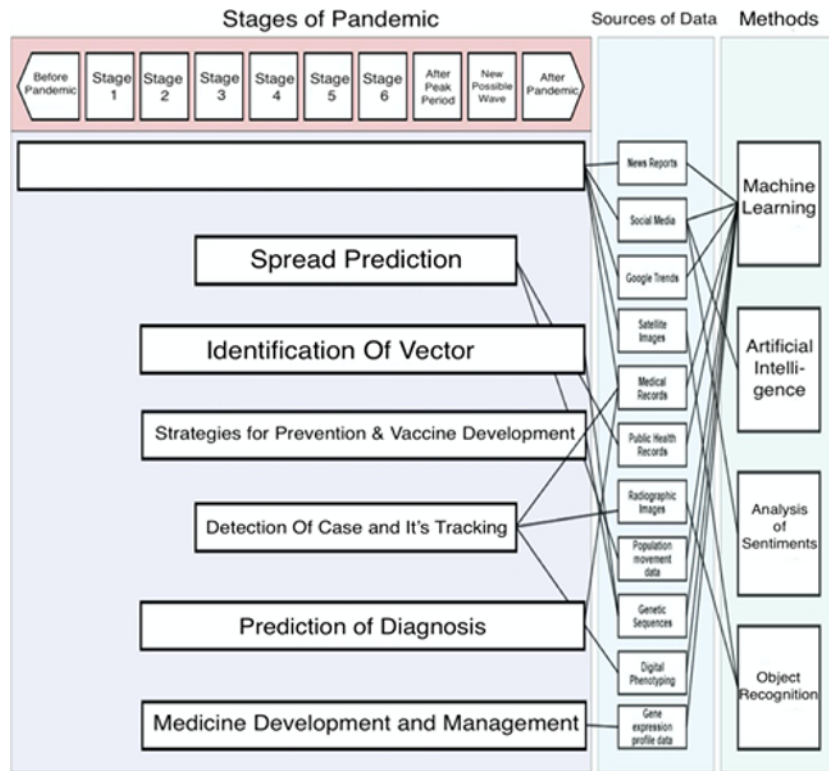 Stages of Pandemic
Sources of Data
Methods
Before
Pandemic
Stage
1
Stage
2
Stage
3
Stage
4
Stage
5
Stage
6
After
Peak
Period
New
Possible
Wave
After
Pandemic
News Reports
Machine
Learning
Social Media
Spread Prediction
Google Trends
Satellite
Images
Identification Of Vector
Artificial
Intelli-
gence
Medical
Records
Strategies for Prevention & Vaccine Development
Public Health
Records
Radiographic
Images
Detection Of Case and It's Tracking
Analysis
of
Sentiments
Population
movement
data
Genetic
Sequences
Prediction of Diagnosis
Digital
Phenotyping
Object
Recognition
Medicine Development and Management
Gene
expression
profile data